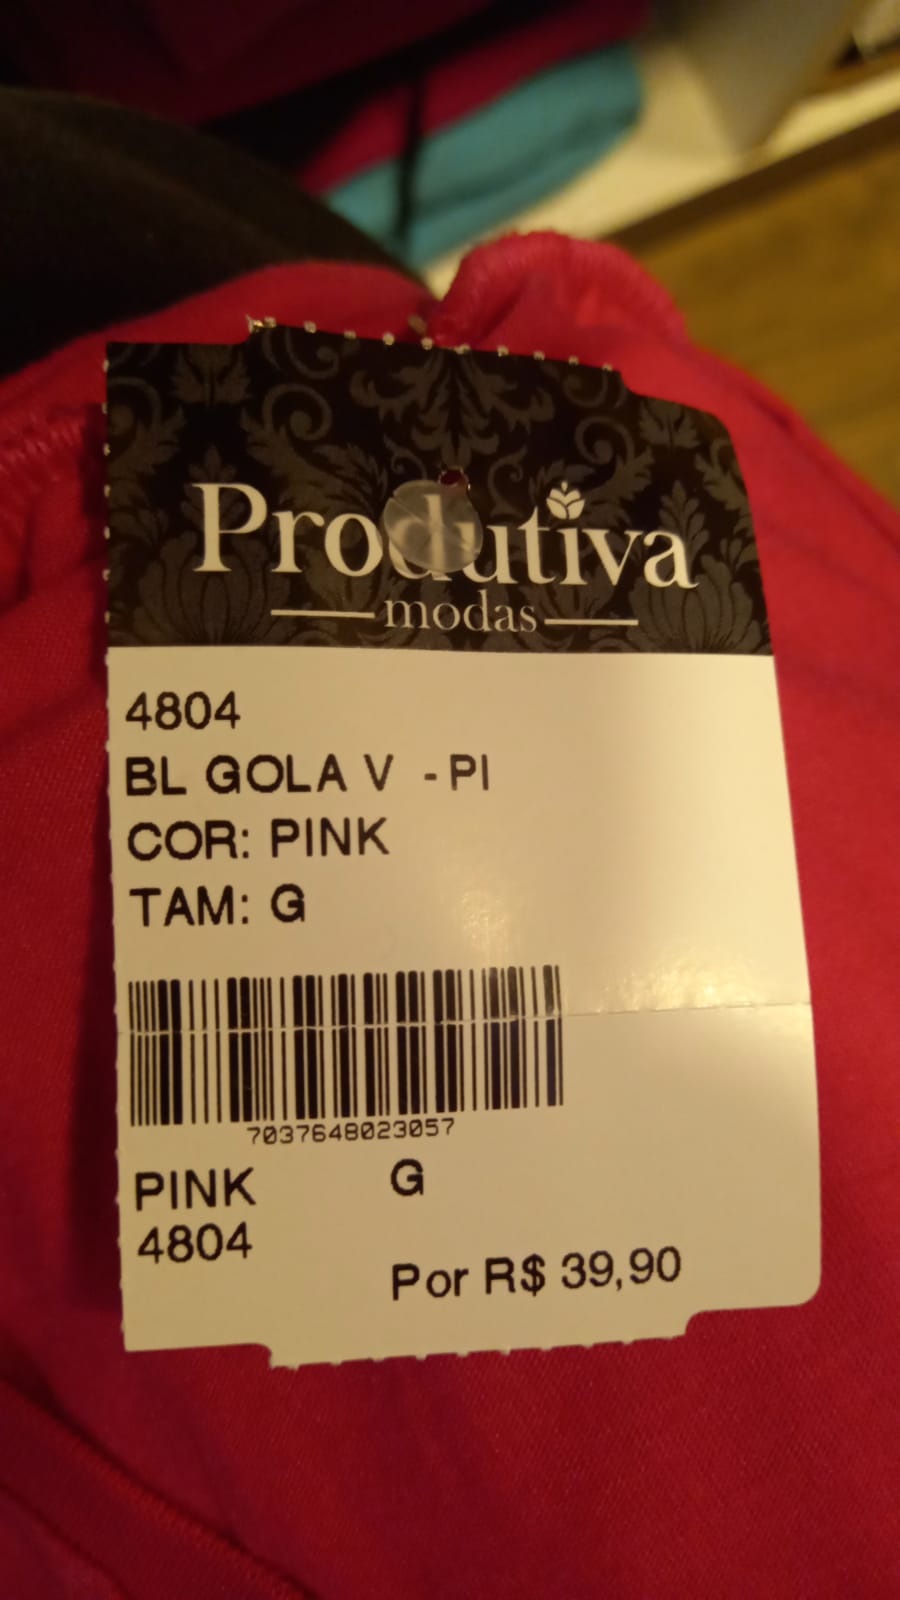 Produtiva
modas
4804
BL GOLA V - PI
COR: PINK
TAM: G
7037648023057
PINK G
4804
Por R$ 39,90